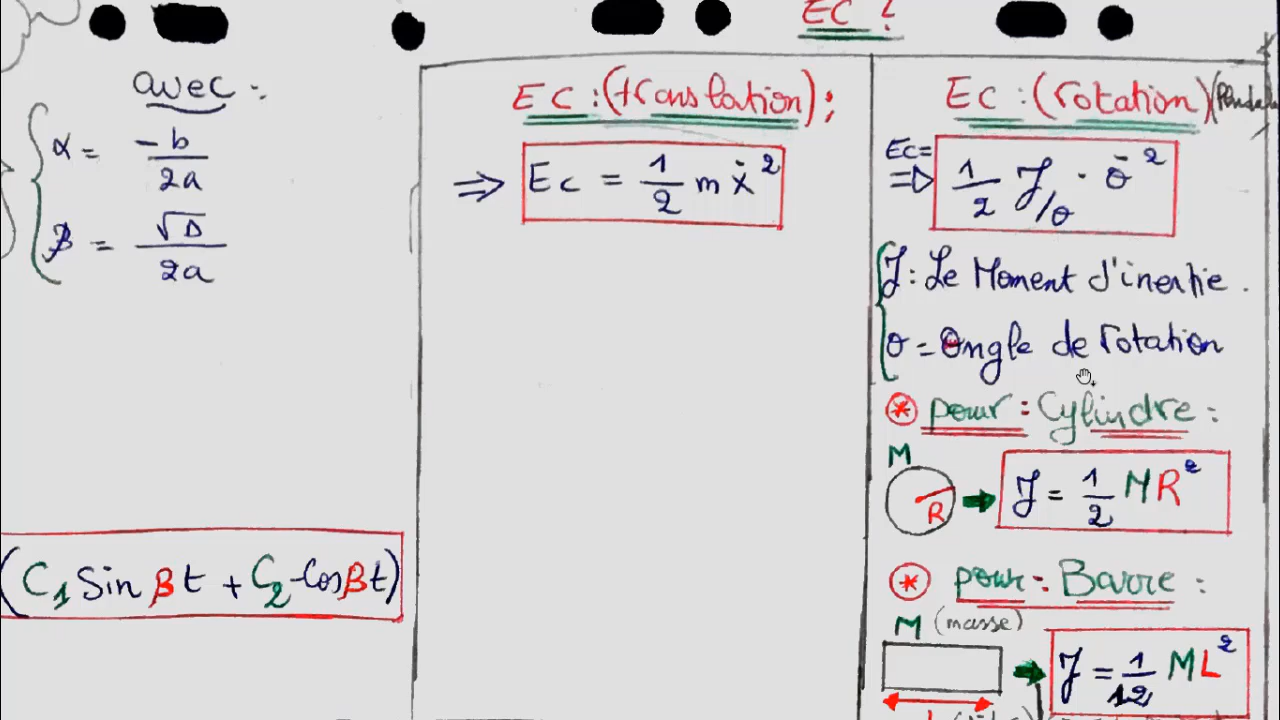 EC :
avec :
α = -b / 2a
β = √Δ / 2a
(C1 Sin βt + C2 Cos βt)
EC : (translation) :
⇒ Ec = 1/2 m ẋ²
Ec : (rotation)
Ec =
⇒ 1/2 J/θ · θ̇²
J : Le Moment d'inertie .
θ = Angle de rotation
* pour : Cylindre :
M
R
J = 1/2 MR²
* pour : Barre :
M (masse)
J = 1/12 ML²